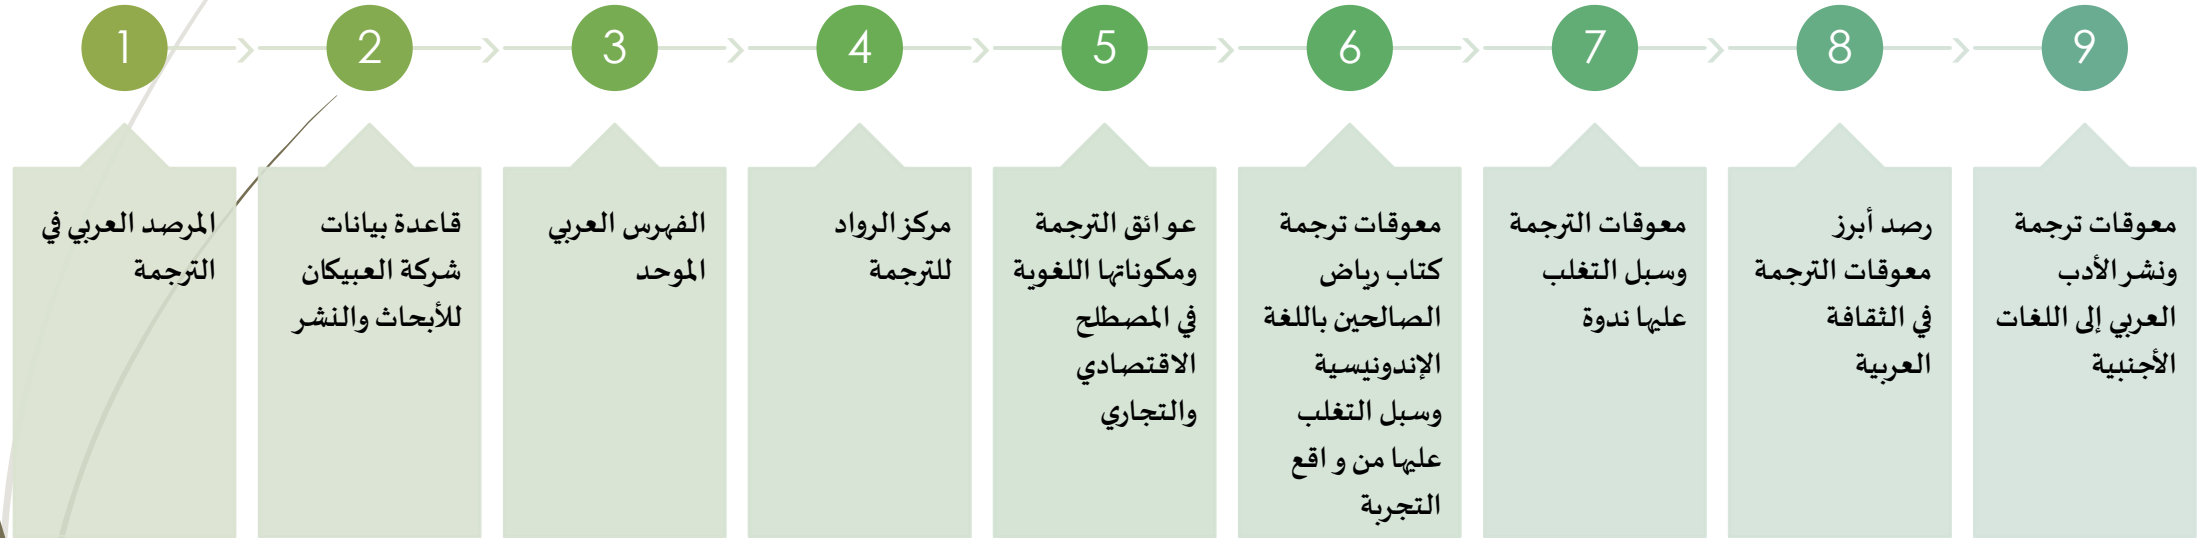 1
المرصد العربي في
الترجمة
2
قاعدة بيانات
شركة العبيكان
للأبحاث والنشر
3
الفهرس العربي
الموحد
4
مركز الرواد
للترجمة
5
عو ائق الترجمة
ومكوناتها اللغوية
في المصطلح
الاقتصادي
والتجاري
6
معوقات ترجمة
كتاب رياض
الصالحين باللغة
الإندونيسية
وسبل التغلب
عليها من و اقع
التجربة
7
معوقات الترجمة
وسبل التغلب
عليها ندوة
8
رصد أبرز
معوقات الترجمة
في الثقافة
العربية
9
معوقات ترجمة
ونشر الأدب
العربي إلى اللغات
الأجنبية